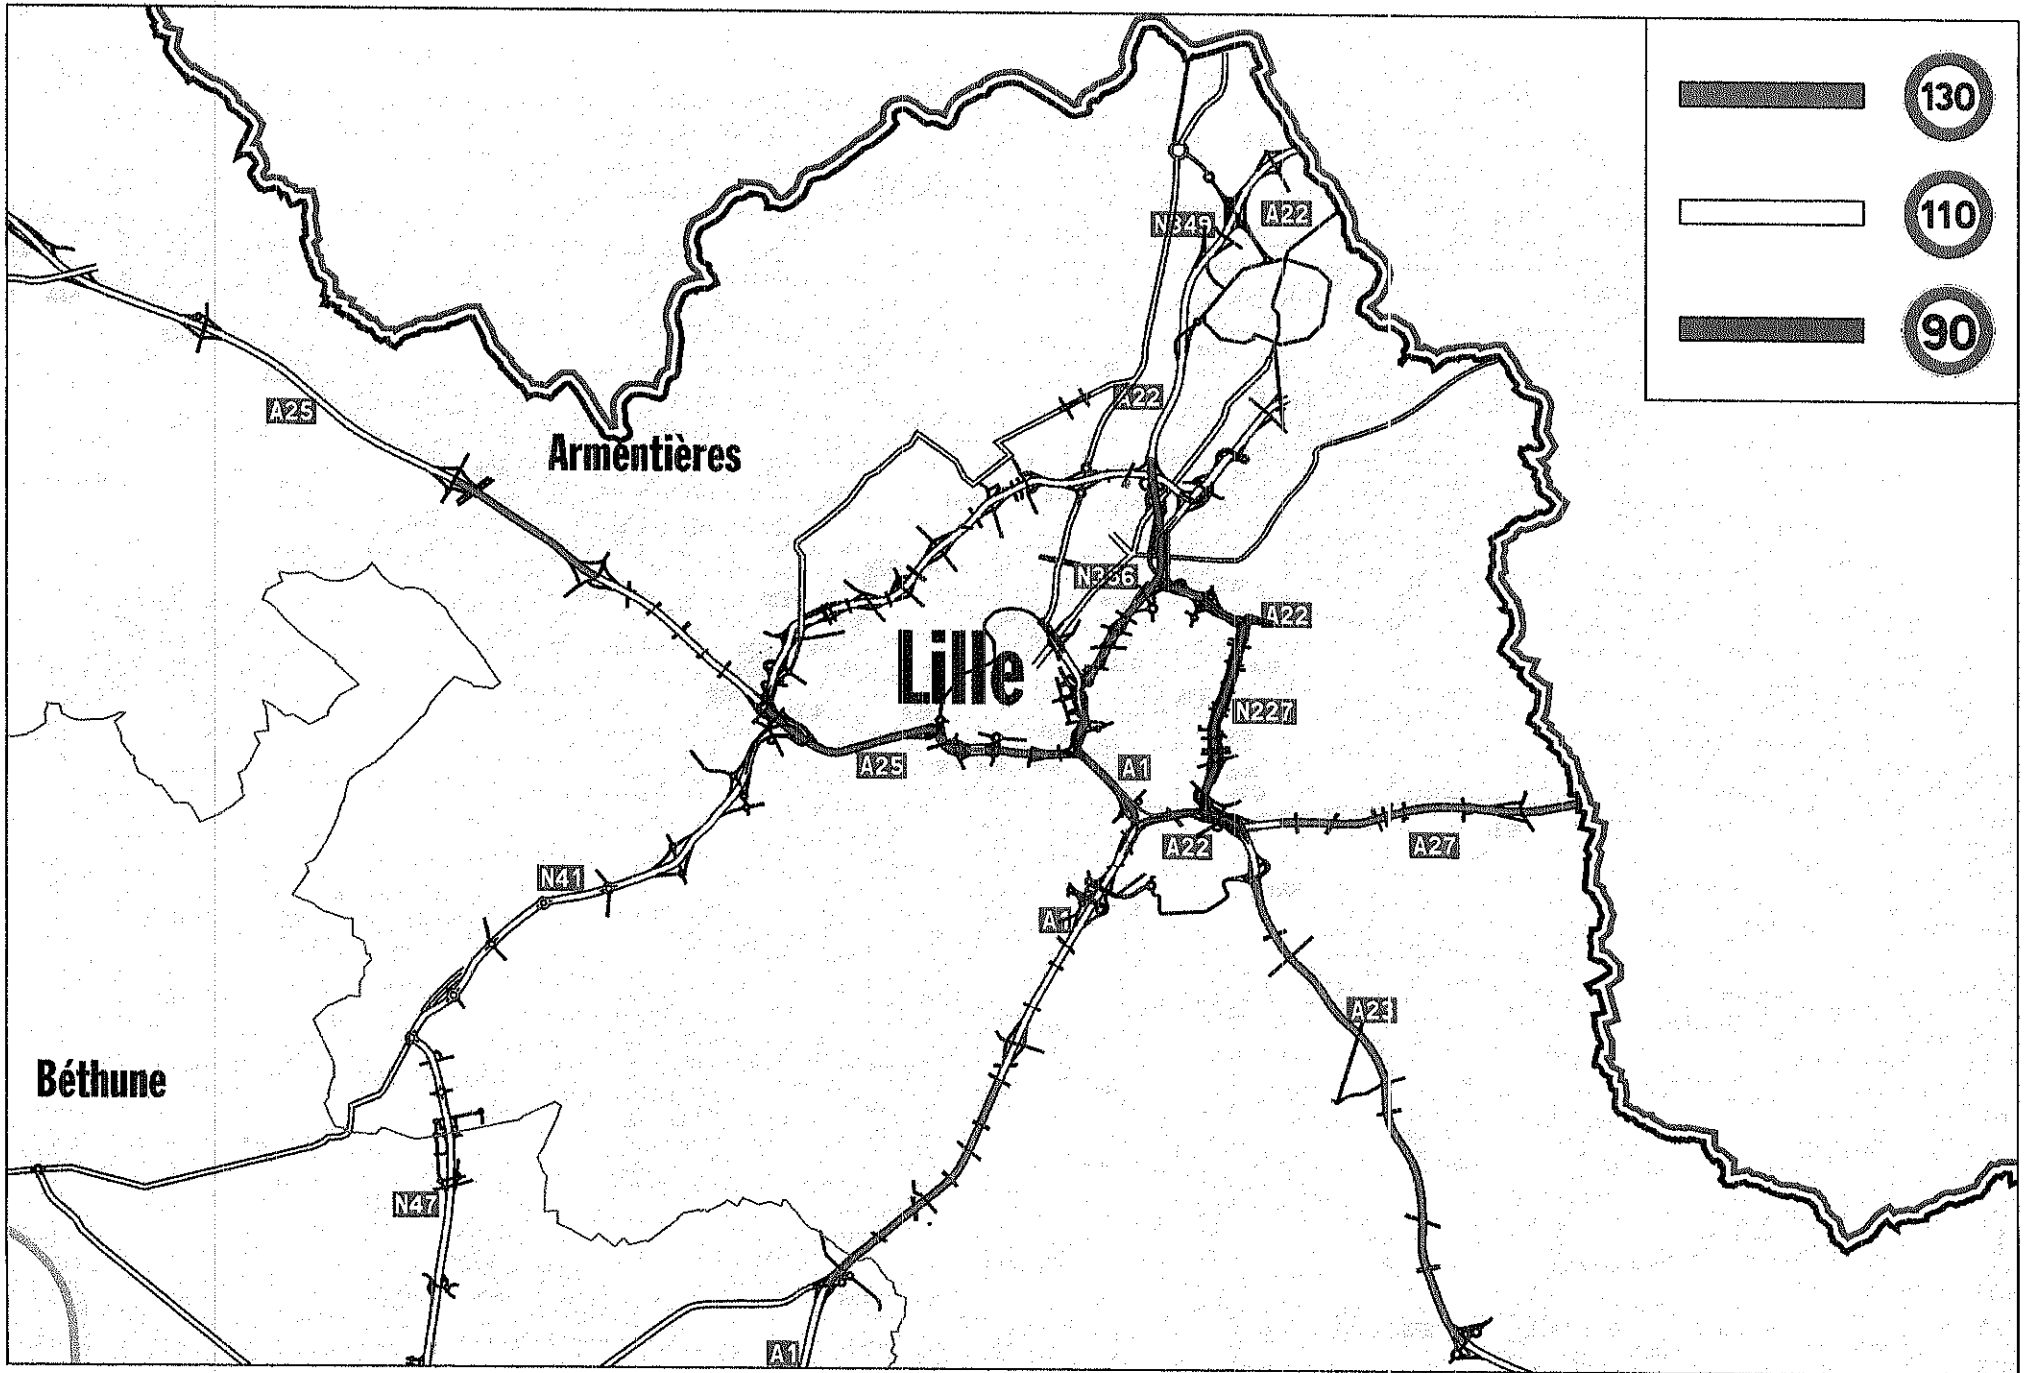 130
110
90
N349
A22
A22
A25
Armentières
N356
A22
Lille
N227
A25
A1
A22
A27
N41
A1
A23
Béthune
N47
A1